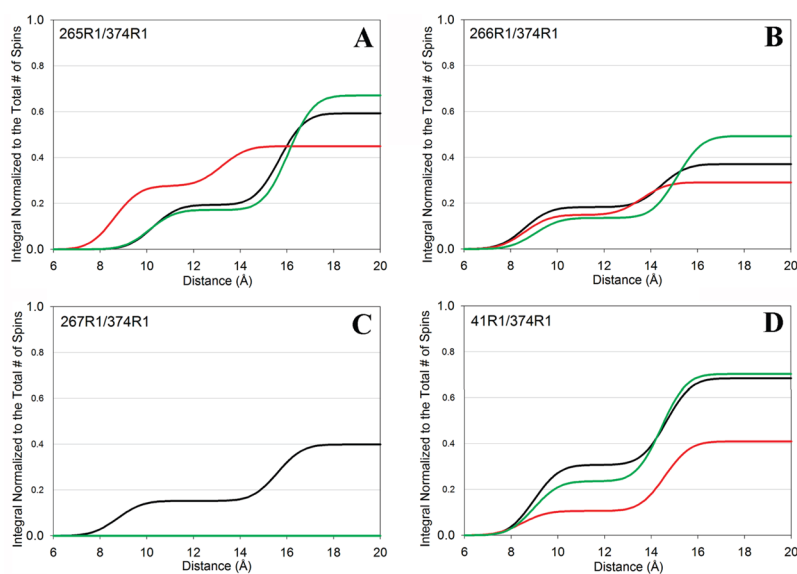 265R1/374R1
A
Integral Normalized to the Total # of Spins
1.0
0.8
0.6
0.4
0.2
0.0
6 8 10 12 14 16 18 20
Distance (Å)
266R1/374R1
B
Integral Normalized to the Total # of Spins
1.0
0.8
0.6
0.4
0.2
0.0
6 8 10 12 14 16 18 20
Distance (Å)
267R1/374R1
C
Integral Normalized to the Total # of Spins
1.0
0.8
0.6
0.4
0.2
0.0
6 8 10 12 14 16 18 20
Distance (Å)
41R1/374R1
D
Integral Normalized to the Total # of Spins
1.0
0.8
0.6
0.4
0.2
0.0
6 8 10 12 14 16 18 20
Distance (Å)